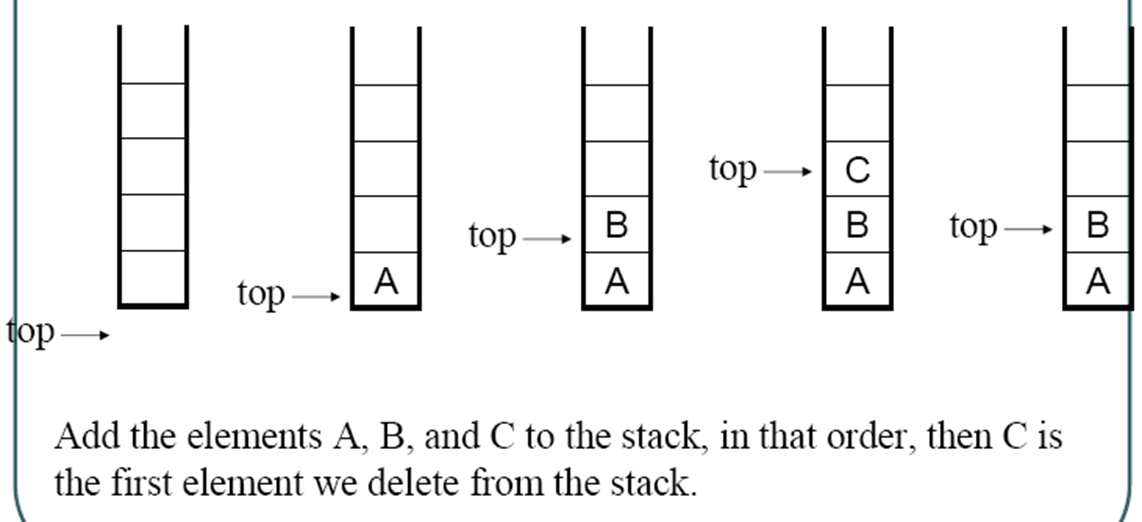 top
A
top
B
A
top
C
B
A
top
B
A
top
Add the elements A, B, and C to the stack, in that order, then C is
the first element we delete from the stack.